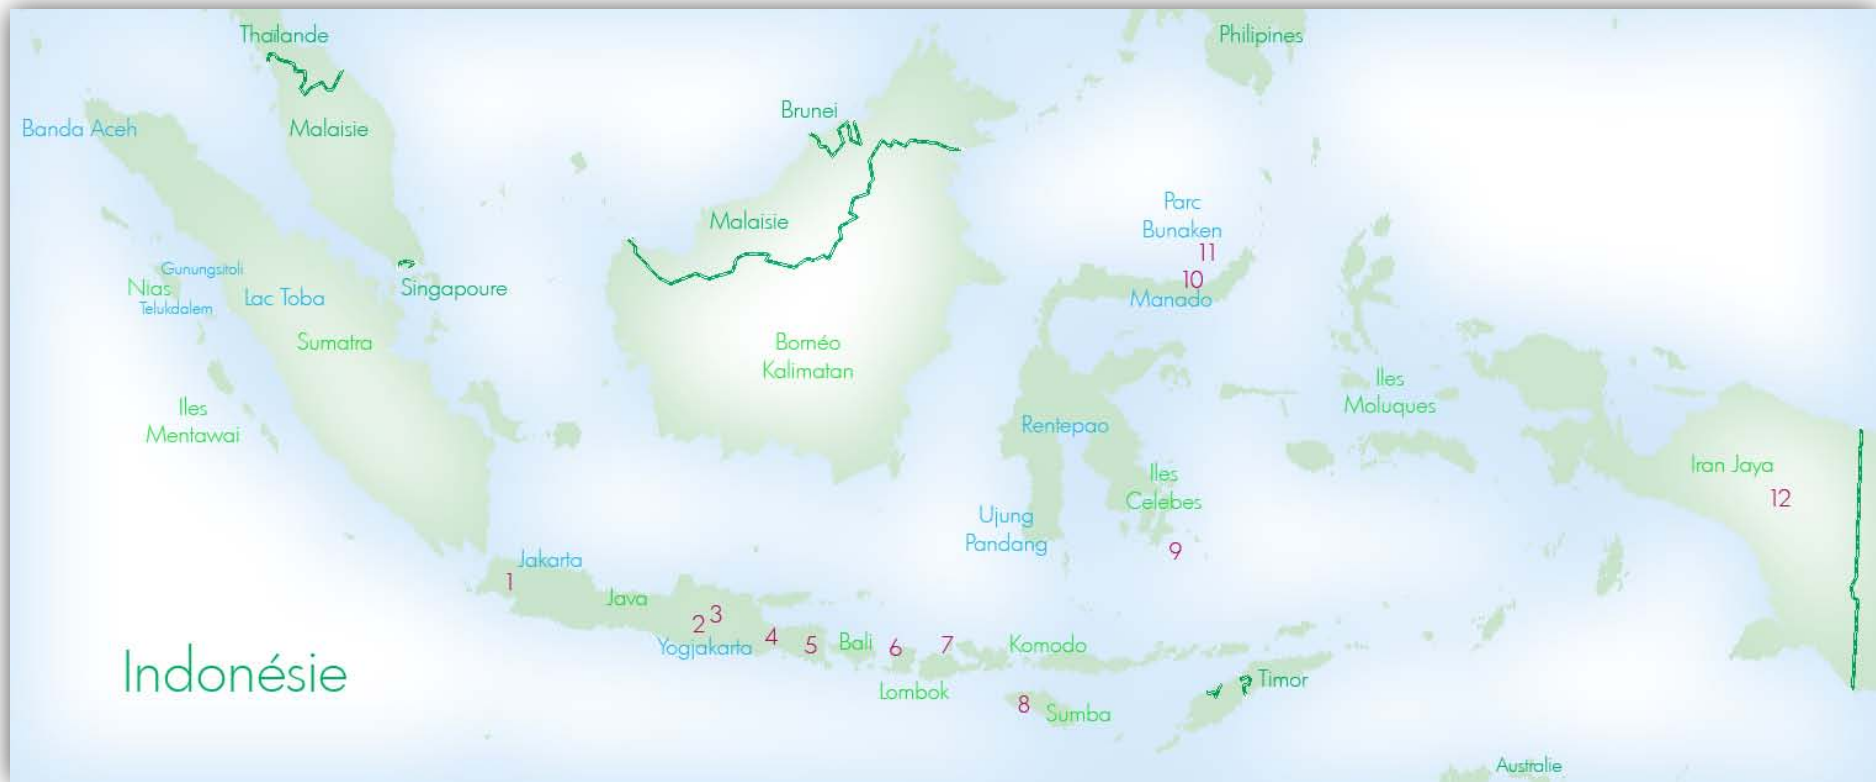 Thaïlande
Philipines
Brunei
Banda Aceh
Malaisie
Parc
Bunaken
Malaisie
11
Gunungsitoli
Nias
Telukdalem
Lac Toba
Singapoure
10
Manado
Sumatra
Bornéo
Kalimatan
Iles
Moluques
Iles
Mentawai
Rentepao
Iran Jaya
12
Iles
Celebes
Ujung
Pandang
9
Jakarta
1
Java
2
3
Yogjakarta
4
5
Bali
6
7
Komodo
Indonésie
Lombok
8
Sumba
Timor
Australie